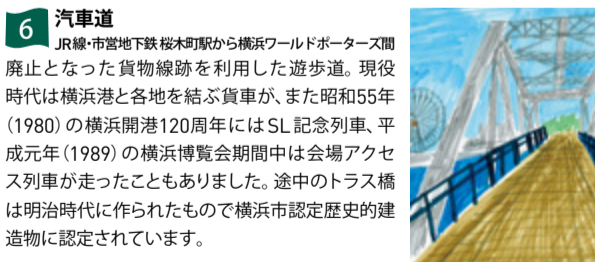 6
汽車道
JR線・市営地下鉄 桜木町駅から横浜ワールドポーターズ間
廃止となった貨物線跡を利用した遊歩道。現役
時代は横浜港と各地を結ぶ貨車が、また昭和55年
（1980）の横浜開港120周年にはSL記念列車、平
成元年（1989）の横浜博覧会期間中は会場アクセ
ス列車が走ったこともありました。途中のトラス橋
は明治時代に作られたもので横浜市認定歴史的建
造物に認定されています。